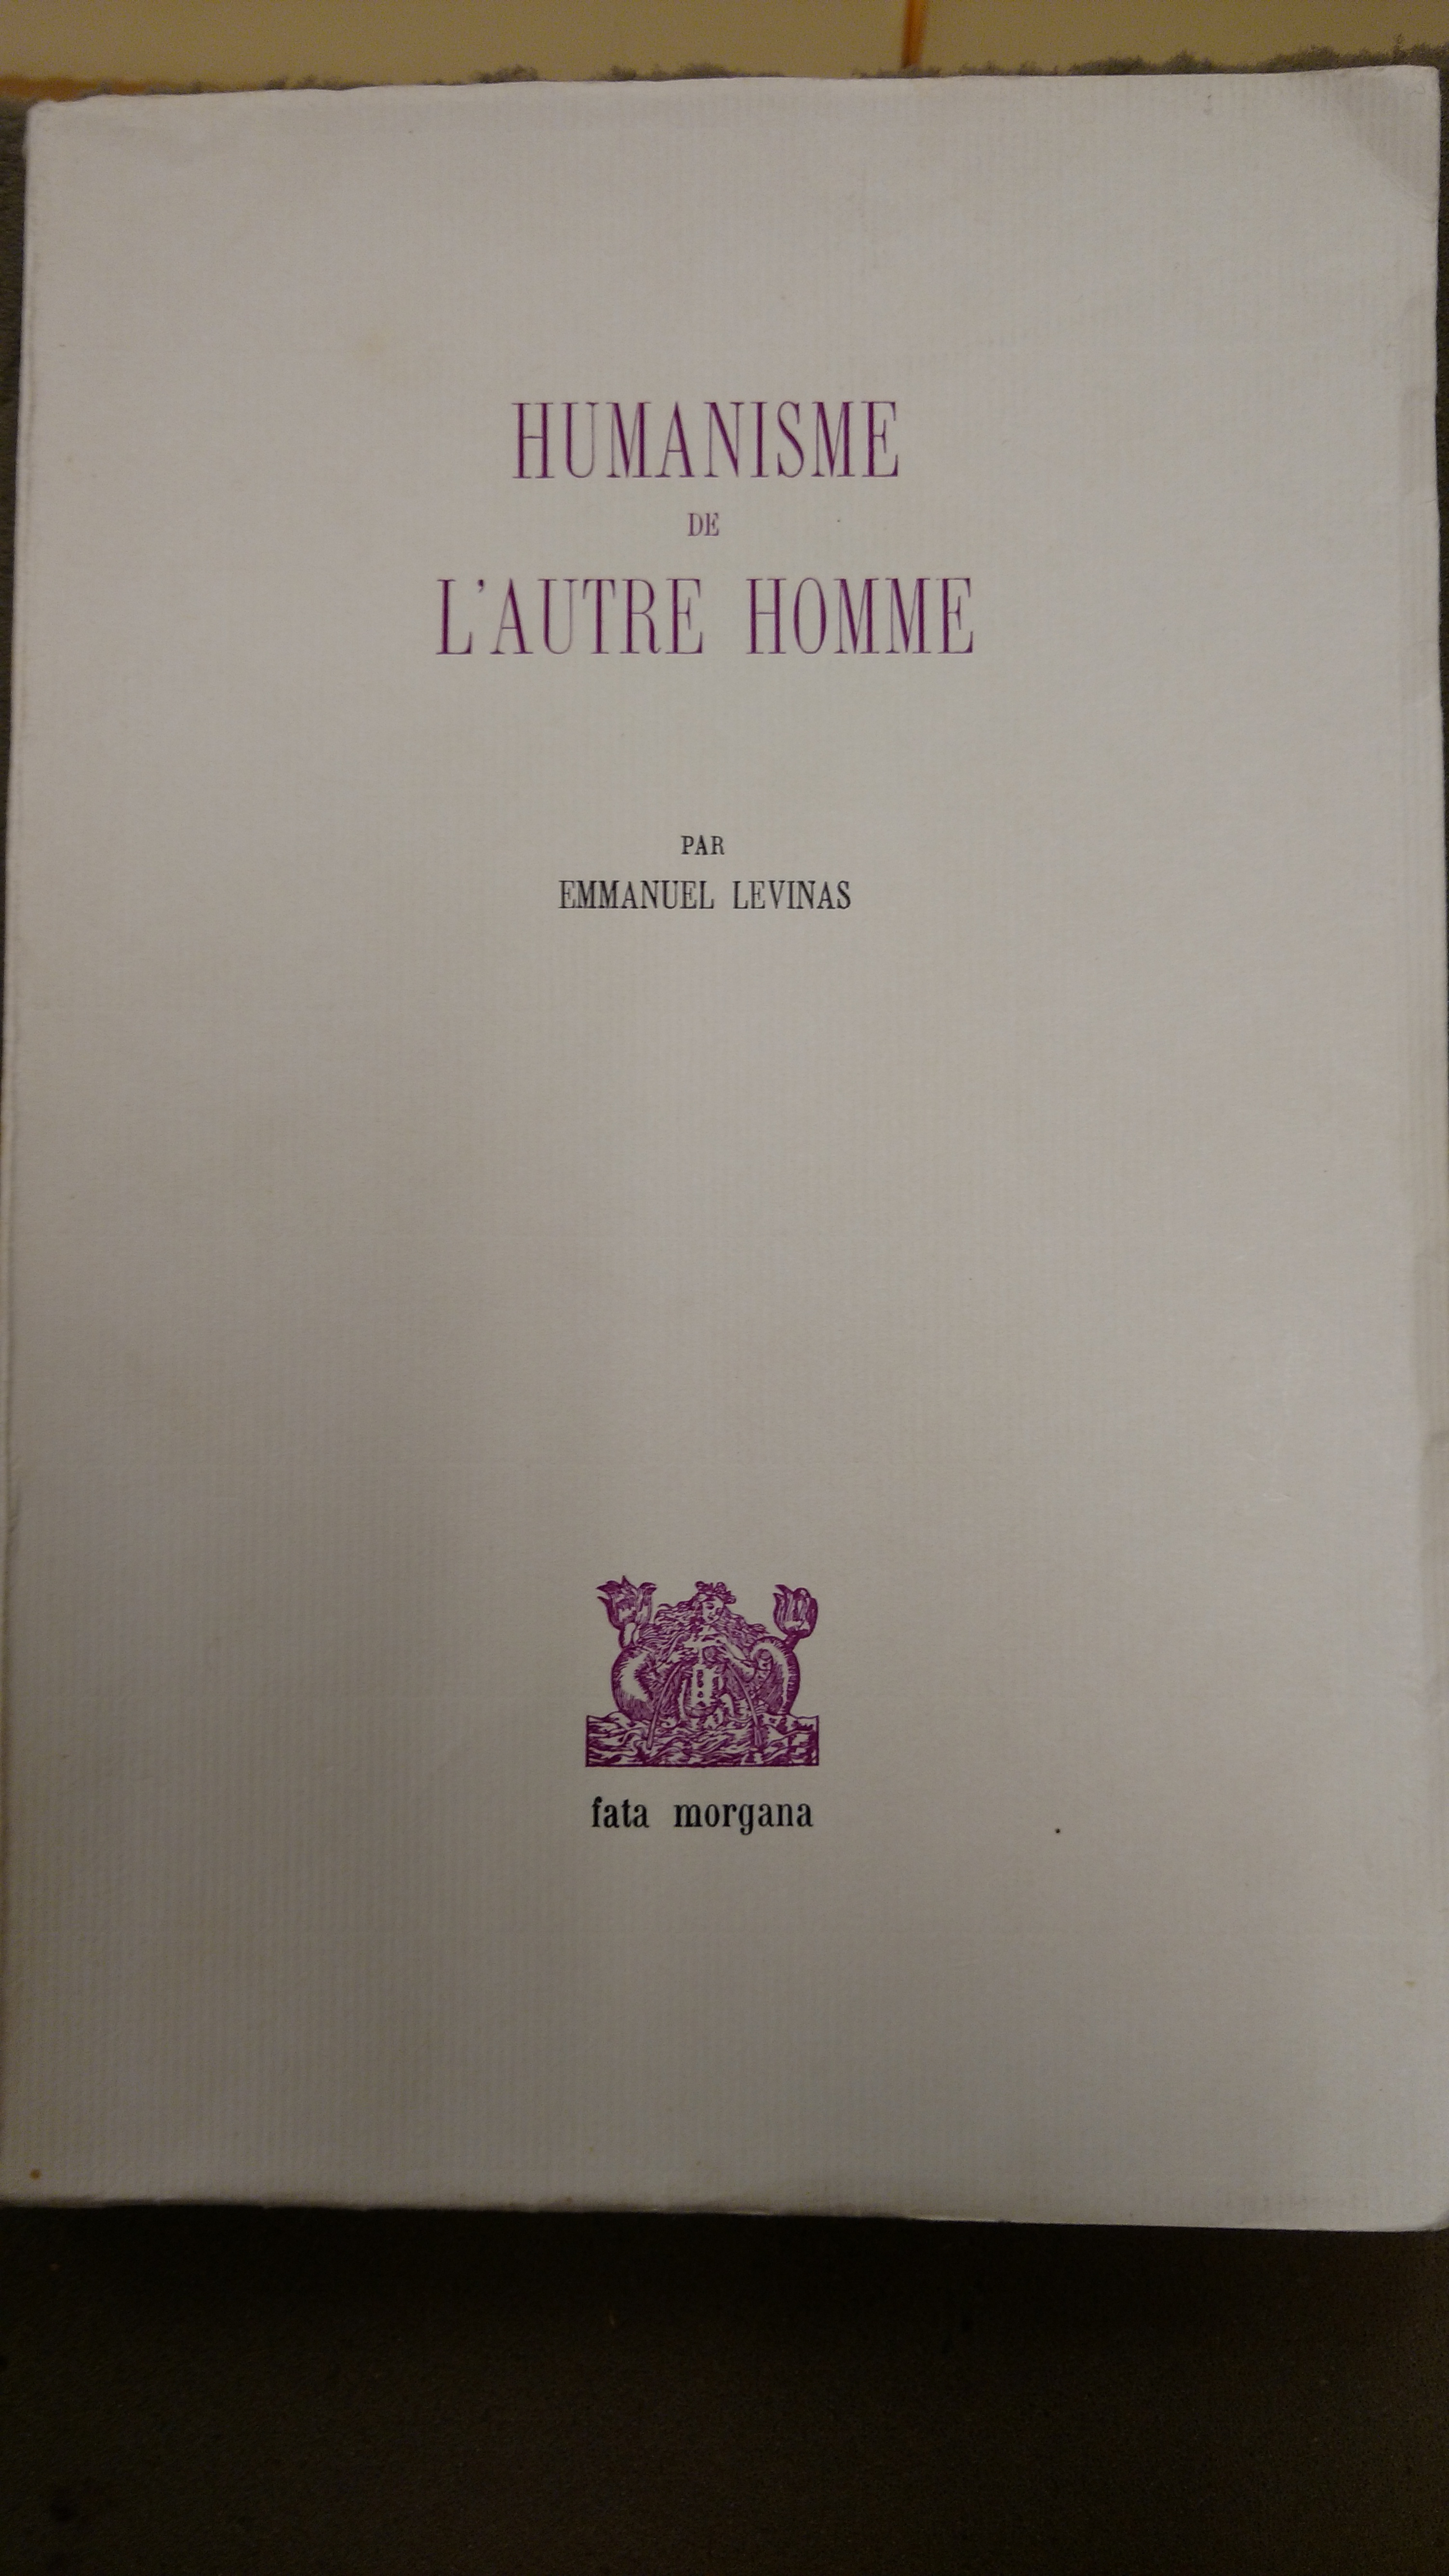 HUMANISME
DE
L'AUTRE HOMME
PAR
EMMANUEL LEVINAS
fata morgana